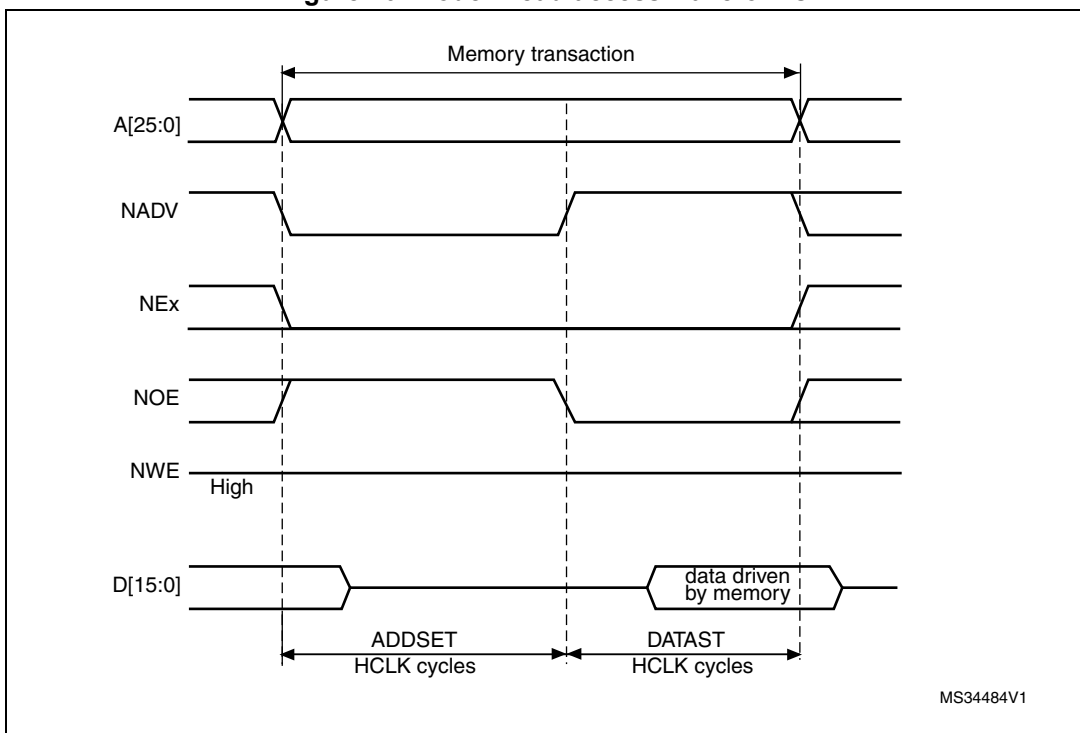 Memory transaction
A[25:0]
NADV
NEx
NOE
NWE
High
D[15:0]
data driven
by memory
ADDSET
HCLK cycles
DATAST
HCLK cycles
MS34484V1